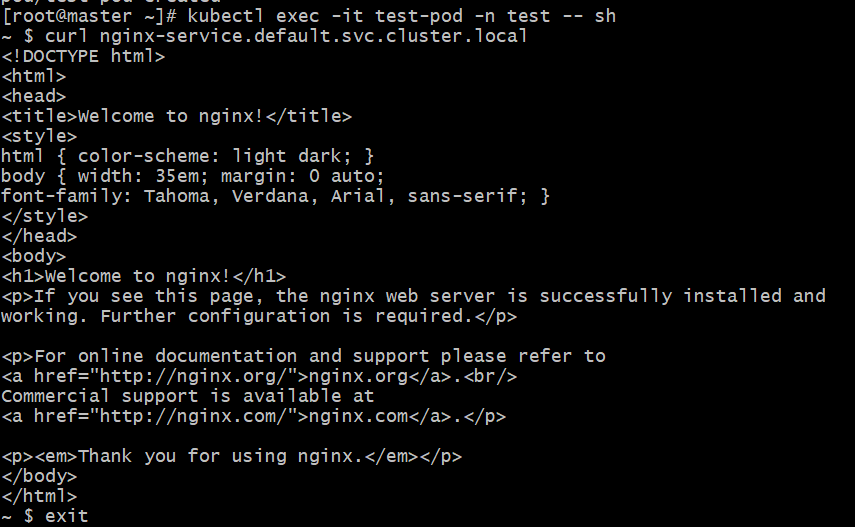 pod/test-pod created
[root@master ~]# kubectl exec -it test-pod -n test -- sh
~ $ curl nginx-service.default.svc.cluster.local
<!DOCTYPE html>
<html>
<head>
<title>Welcome to nginx!</title>
<style>
html { color-scheme: light dark; }
body { width: 35em; margin: 0 auto;
font-family: Tahoma, Verdana, Arial, sans-serif; }
</style>
</head>
<body>
<h1>Welcome to nginx!</h1>
<p>If you see this page, the nginx web server is successfully installed and
working. Further configuration is required.</p>

<p>For online documentation and support please refer to
<a href="http://nginx.org/">nginx.org</a>.<br/>
Commercial support is available at
<a href="http://nginx.com/">nginx.com</a>.</p>

<p><em>Thank you for using nginx.</em></p>
</body>
</html>
~ $ exit